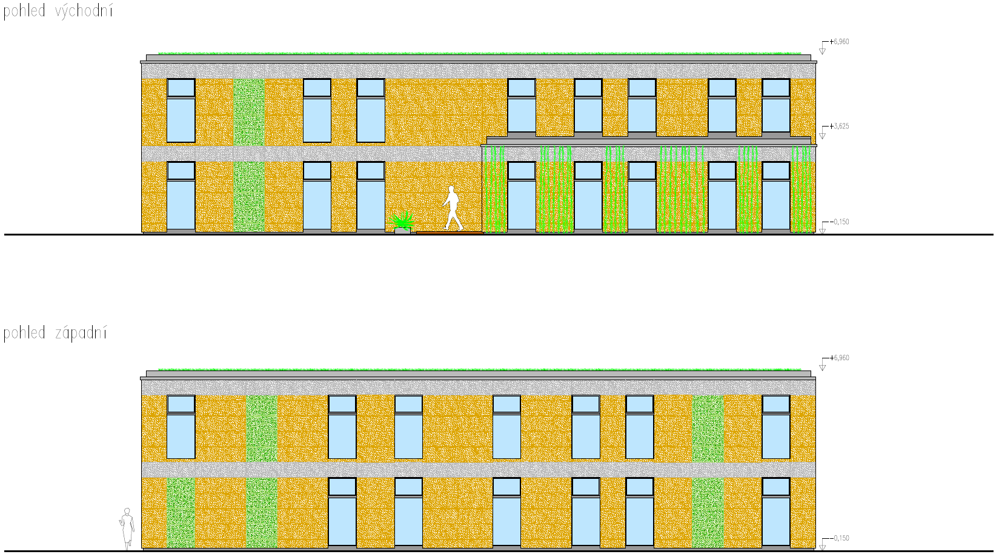 pohled východní
+6,960
+3,625
-0,150
pohled západní
+6,960
-0,150